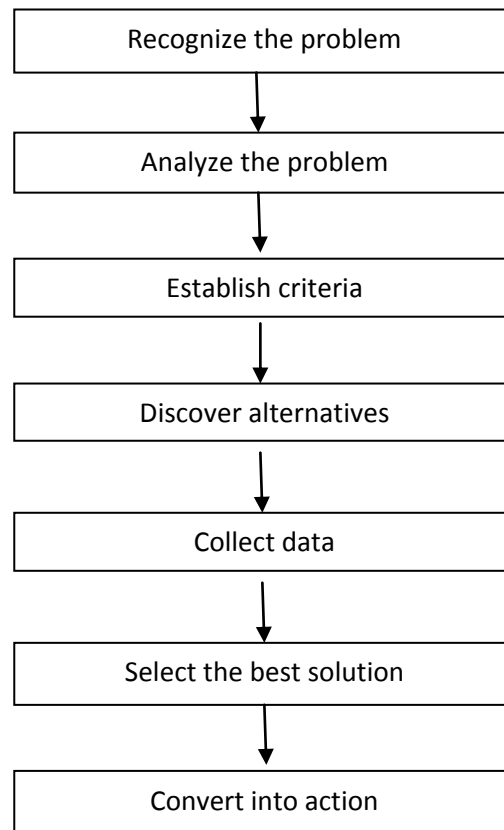 Recognize the problem
Analyze the problem
Establish criteria
Discover alternatives
Collect data
Select the best solution
Convert into action